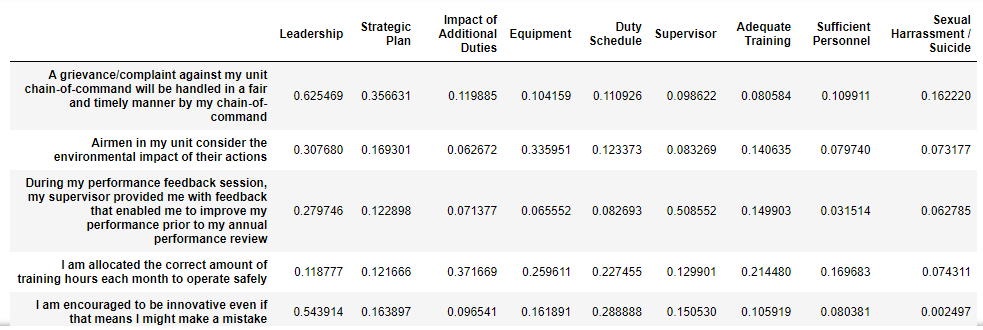 Leadership Strategic Plan Impact of Additional Duties Equipment Duty Schedule Supervisor Adequate Training Sufficient Personnel Sexual Harrassment / Suicide
A grievance/complaint against my unit
chain-of-command will be handled in a fair
and timely manner by my chain-of-
command
0.625469 0.356631 0.119885 0.104159 0.110926 0.098622 0.080584 0.109911 0.162220
Airmen in my unit consider the
environmental impact of their actions
0.307680 0.169301 0.062672 0.335951 0.123373 0.083269 0.140635 0.079740 0.073177
During my performance feedback session,
my supervisor provided me with feedback
that enabled me to improve my
performance prior to my annual
performance review
0.279746 0.122898 0.071377 0.065552 0.082693 0.508552 0.149903 0.031514 0.062785
I am allocated the correct amount of
training hours each month to operate safely
0.118777 0.121666 0.371669 0.259611 0.227455 0.129901 0.214480 0.169683 0.074311
I am encouraged to be innovative even if
that means I might make a mistake
0.543914 0.163897 0.096541 0.161891 0.288888 0.150530 0.105919 0.080381 0.002497